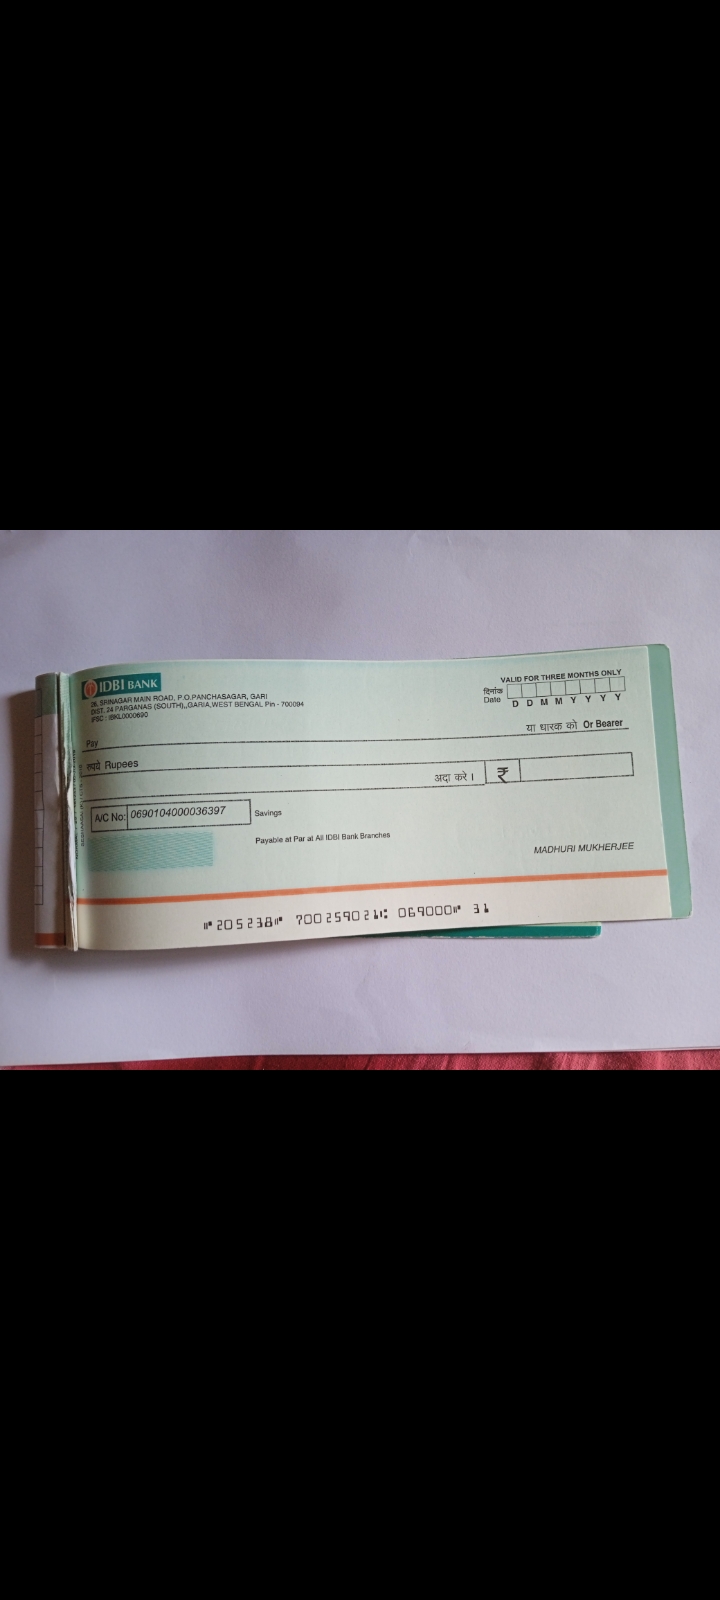 IDBI BANK
26, SRINAGAR MAIN ROAD, P.O.PANCHASAGAR, GARI
DIST. 24 PARGANAS (SOUTH),,GARIA,WEST BENGAL Pin - 700094
IFSC : IBKL0000690
VALID FOR THREE MONTHS ONLY
दिनांक
Date
D D M M Y Y Y Y
Pay
या धारक को Or Bearer
रुपये Rupees
अदा करे।
₹
A/C No: 0690104000036397
Savings
Payable at Par at All IDBI Bank Branches
MADHURI MUKHERJEE
⑈205238⑈ 700259021⑆ 069000⑈ 31